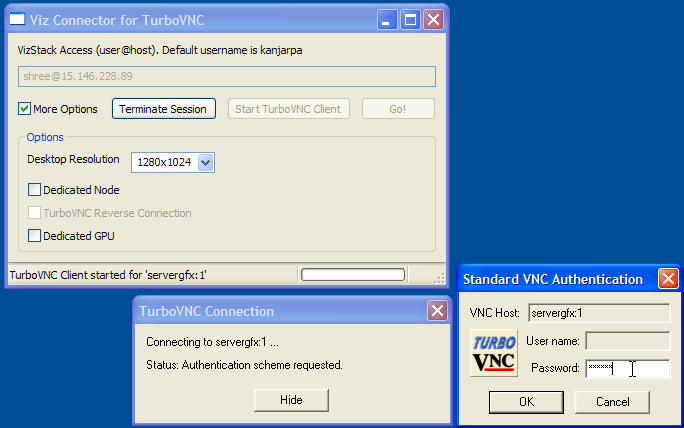 Viz Connector for TurboVNC
VizStack Access (user@host). Default username is kanjarpa
shree@15.146.228.89
More Options
Terminate Session
Start TurboVNC Client
Go!
Options
Desktop Resolution
1280x1024
Dedicated Node
TurboVNC Reverse Connection
Dedicated GPU
TurboVNC Client started for 'servergfx:1'
TurboVNC Connection
Connecting to servergfx:1 ...
Status: Authentication scheme requested.
Hide
Standard VNC Authentication
VNC Host: servergfx:1
TURBO
VNC
User name:
Password: ××××××
OK
Cancel